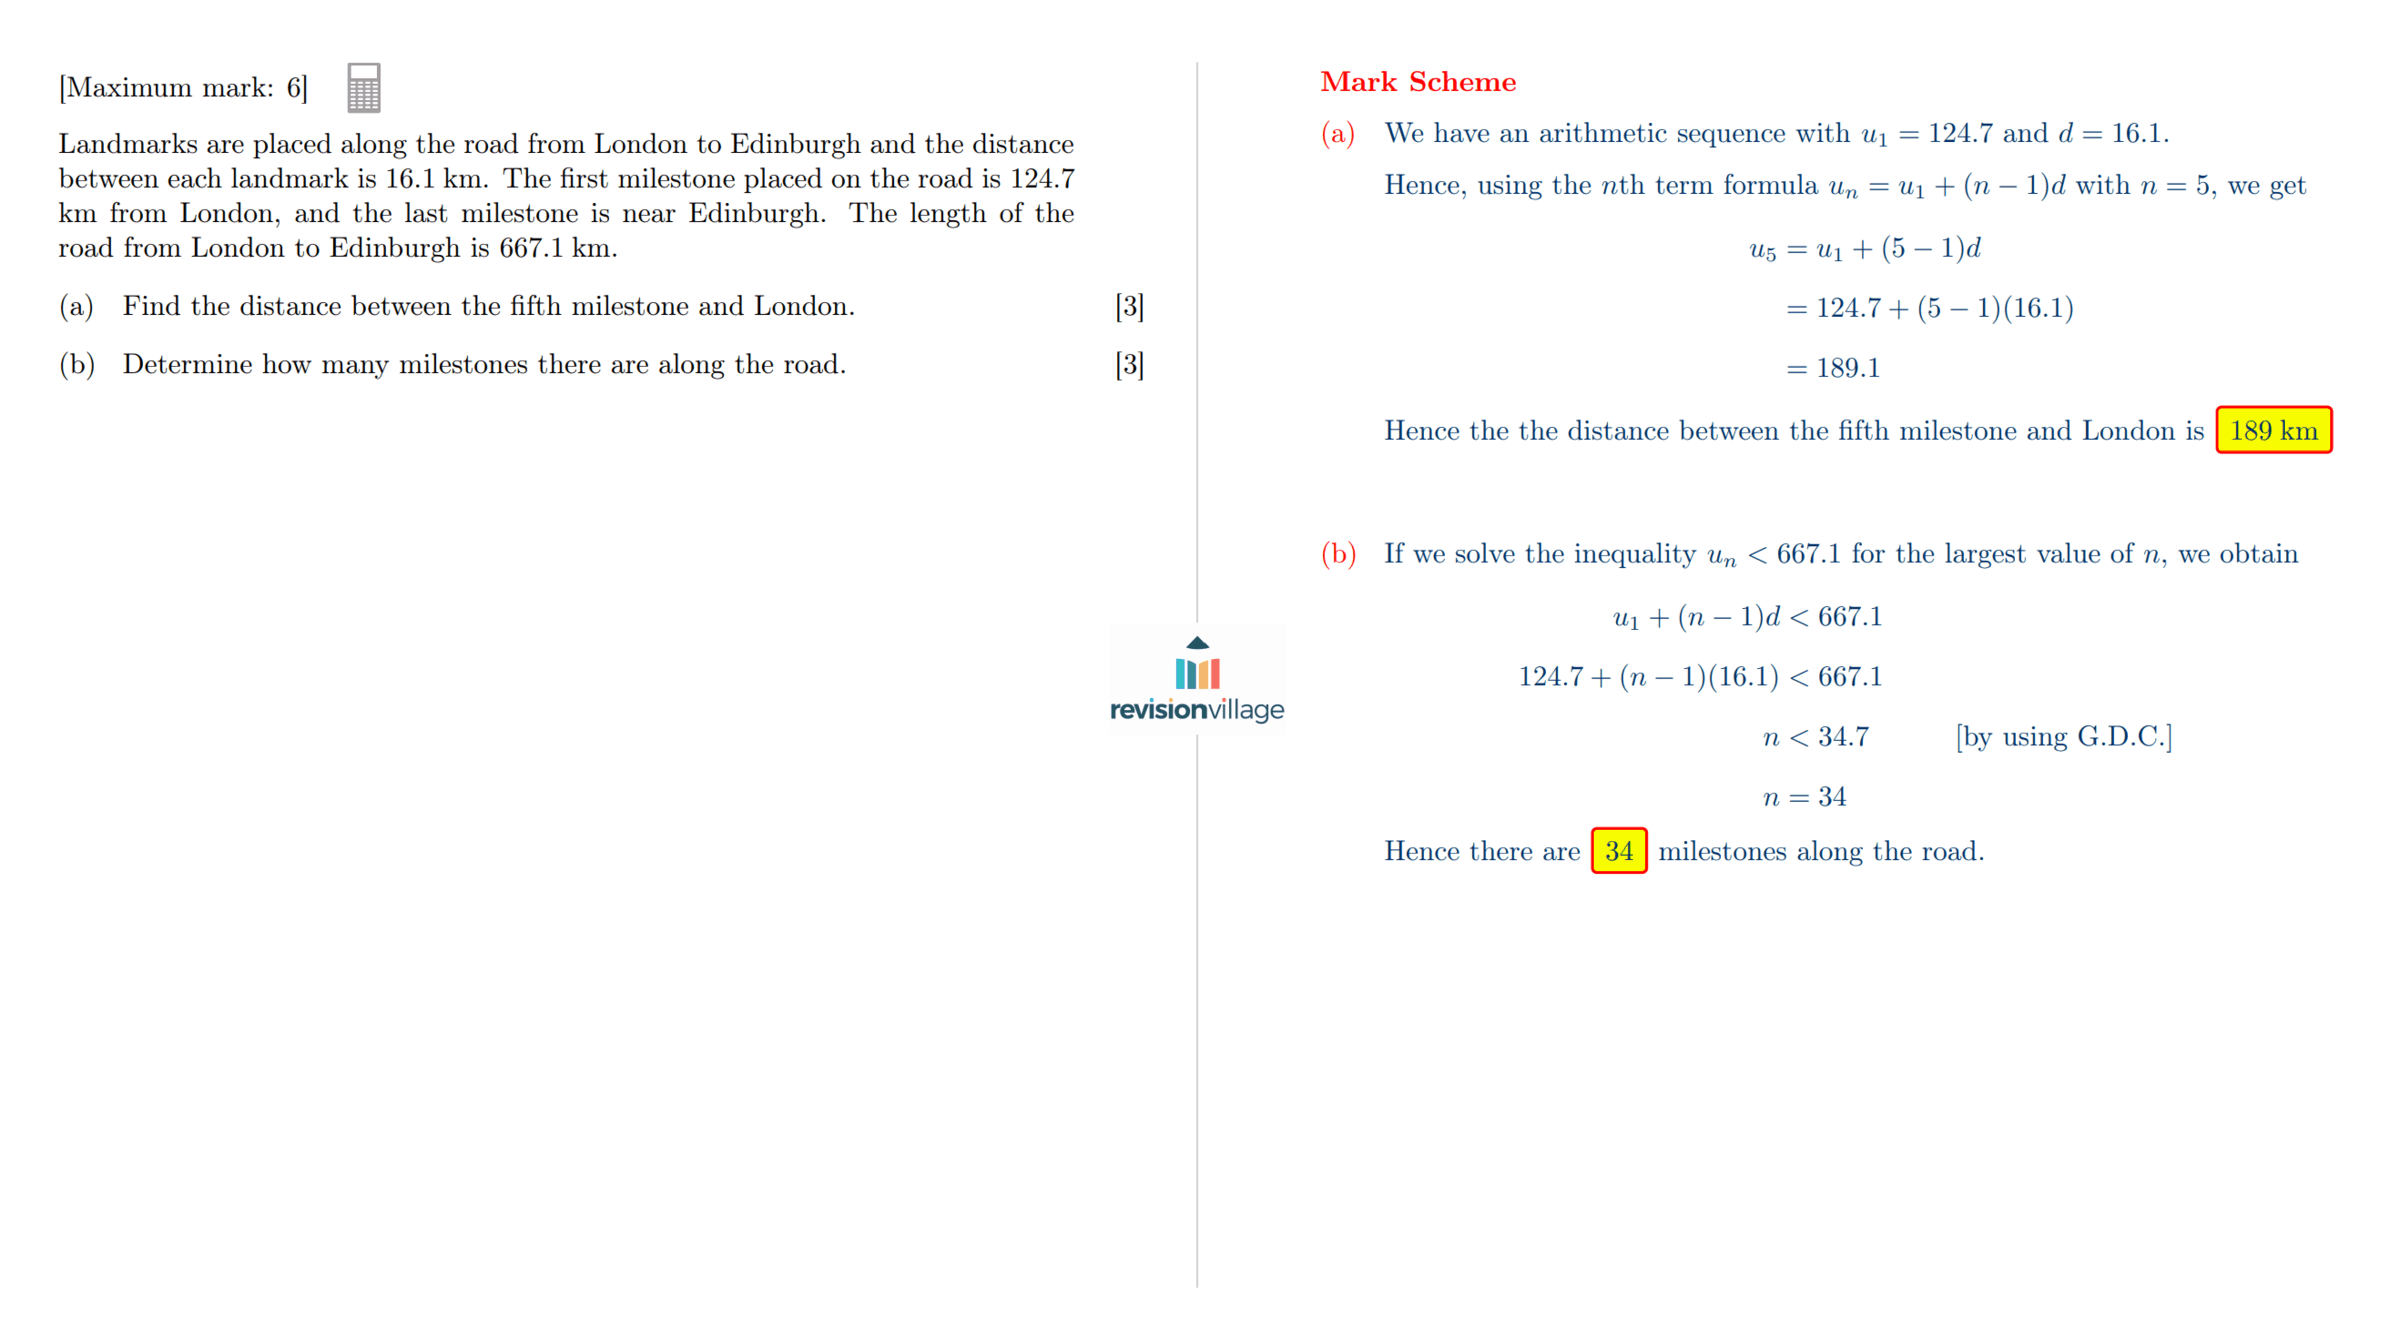 [Maximum mark: 6]
Landmarks are placed along the road from London to Edinburgh and the distance
between each landmark is 16.1 km. The first milestone placed on the road is 124.7
km from London, and the last milestone is near Edinburgh. The length of the
road from London to Edinburgh is 667.1 km.
(a) Find the distance between the fifth milestone and London. [3]
(b) Determine how many milestones there are along the road. [3]
revisionvillage
Mark Scheme
(a) We have an arithmetic sequence with u₁ = 124.7 and d = 16.1.
Hence, using the nth term formula uₙ = u₁ + (n − 1)d with n = 5, we get
u₅ = u₁ + (5 − 1)d
= 124.7 + (5 − 1)(16.1)
= 189.1
Hence the the distance between the fifth milestone and London is 189 km
(b) If we solve the inequality uₙ < 667.1 for the largest value of n, we obtain
u₁ + (n − 1)d < 667.1
124.7 + (n − 1)(16.1) < 667.1
n < 34.7 [by using G.D.C.]
n = 34
Hence there are 34 milestones along the road.